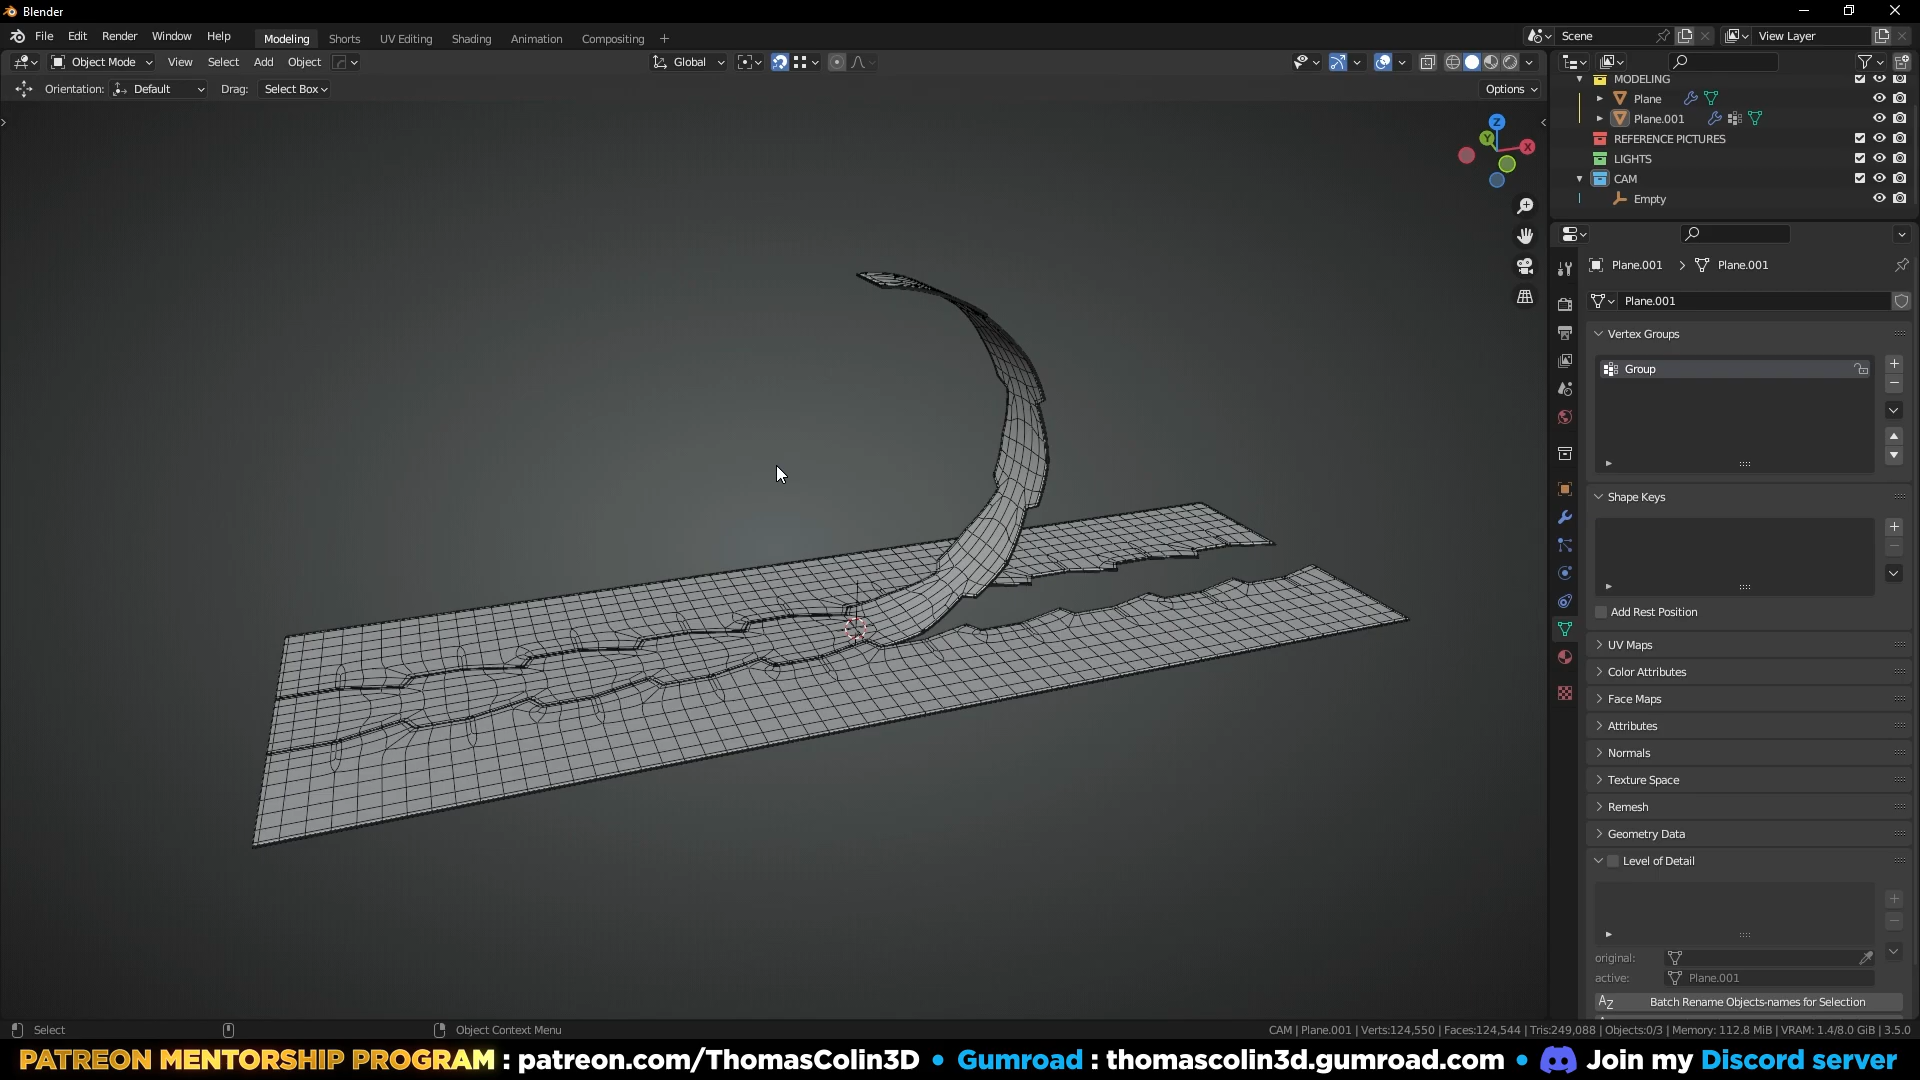 Blender
File Edit Render Window Help
Modeling Shorts UV Editing Shading Animation Compositing +
Scene
View Layer
Object Mode View Select Add Object
Global
Orientation: Default Drag: Select Box
Options
Z
Y
X
MODELING
Plane
Plane.001
REFERENCE PICTURES
LIGHTS
CAM
Empty
Plane.001 > Plane.001
Plane.001
Vertex Groups
Group
Shape Keys
Add Rest Position
UV Maps
Color Attributes
Face Maps
Attributes
Normals
Texture Space
Remesh
Geometry Data
Level of Detail
original:
active: Plane.001
AZ Batch Rename Objects-names for Selection
Select
Object Context Menu
CAM | Plane.001 | Verts:124,550 | Faces:124,544 | Tris:249,088 | Objects:0/3 | Memory: 112.8 MiB | VRAM: 1.4/8.0 GiB | 3.5.0
PATREON MENTORSHIP PROGRAM : patreon.com/ThomasColin3D • Gumroad : thomascolin3d.gumroad.com • Join my Discord server